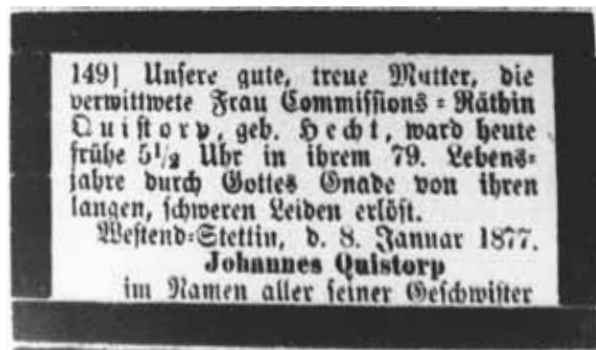 149] Unsere gute, treue Mutter, die
verwittwete Frau Commissions-Räthin
Quistorp, geb. Hecht, ward heute
frühe 5½ Uhr in ihrem 79. Lebens-
jahre durch Gottes Gnade von ihren
langen, schweren Leiden erlöst.
Westend-Stettin, d. 8. Januar 1877.
Johannes Quistorp
im Namen aller seiner Geschwister